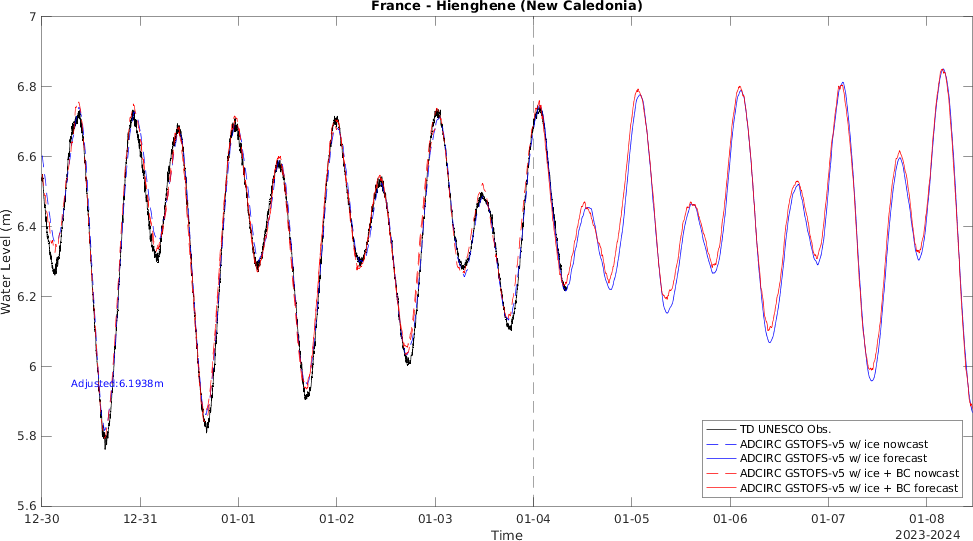 France - Hienghene (New Caledonia)
7
6.8
6.6
6.4
6.2
6
5.8
5.6
Water Level (m)
Adjusted:6.1938m
TD UNESCO Obs.
ADCIRC GSTOFS-v5 w/ ice nowcast
ADCIRC GSTOFS-v5 w/ ice forecast
ADCIRC GSTOFS-v5 w/ ice + BC nowcast
ADCIRC GSTOFS-v5 w/ ice + BC forecast
12-30 12-31 01-01 01-02 01-03 01-04 01-05 01-06 01-07 01-08
Time
2023-2024